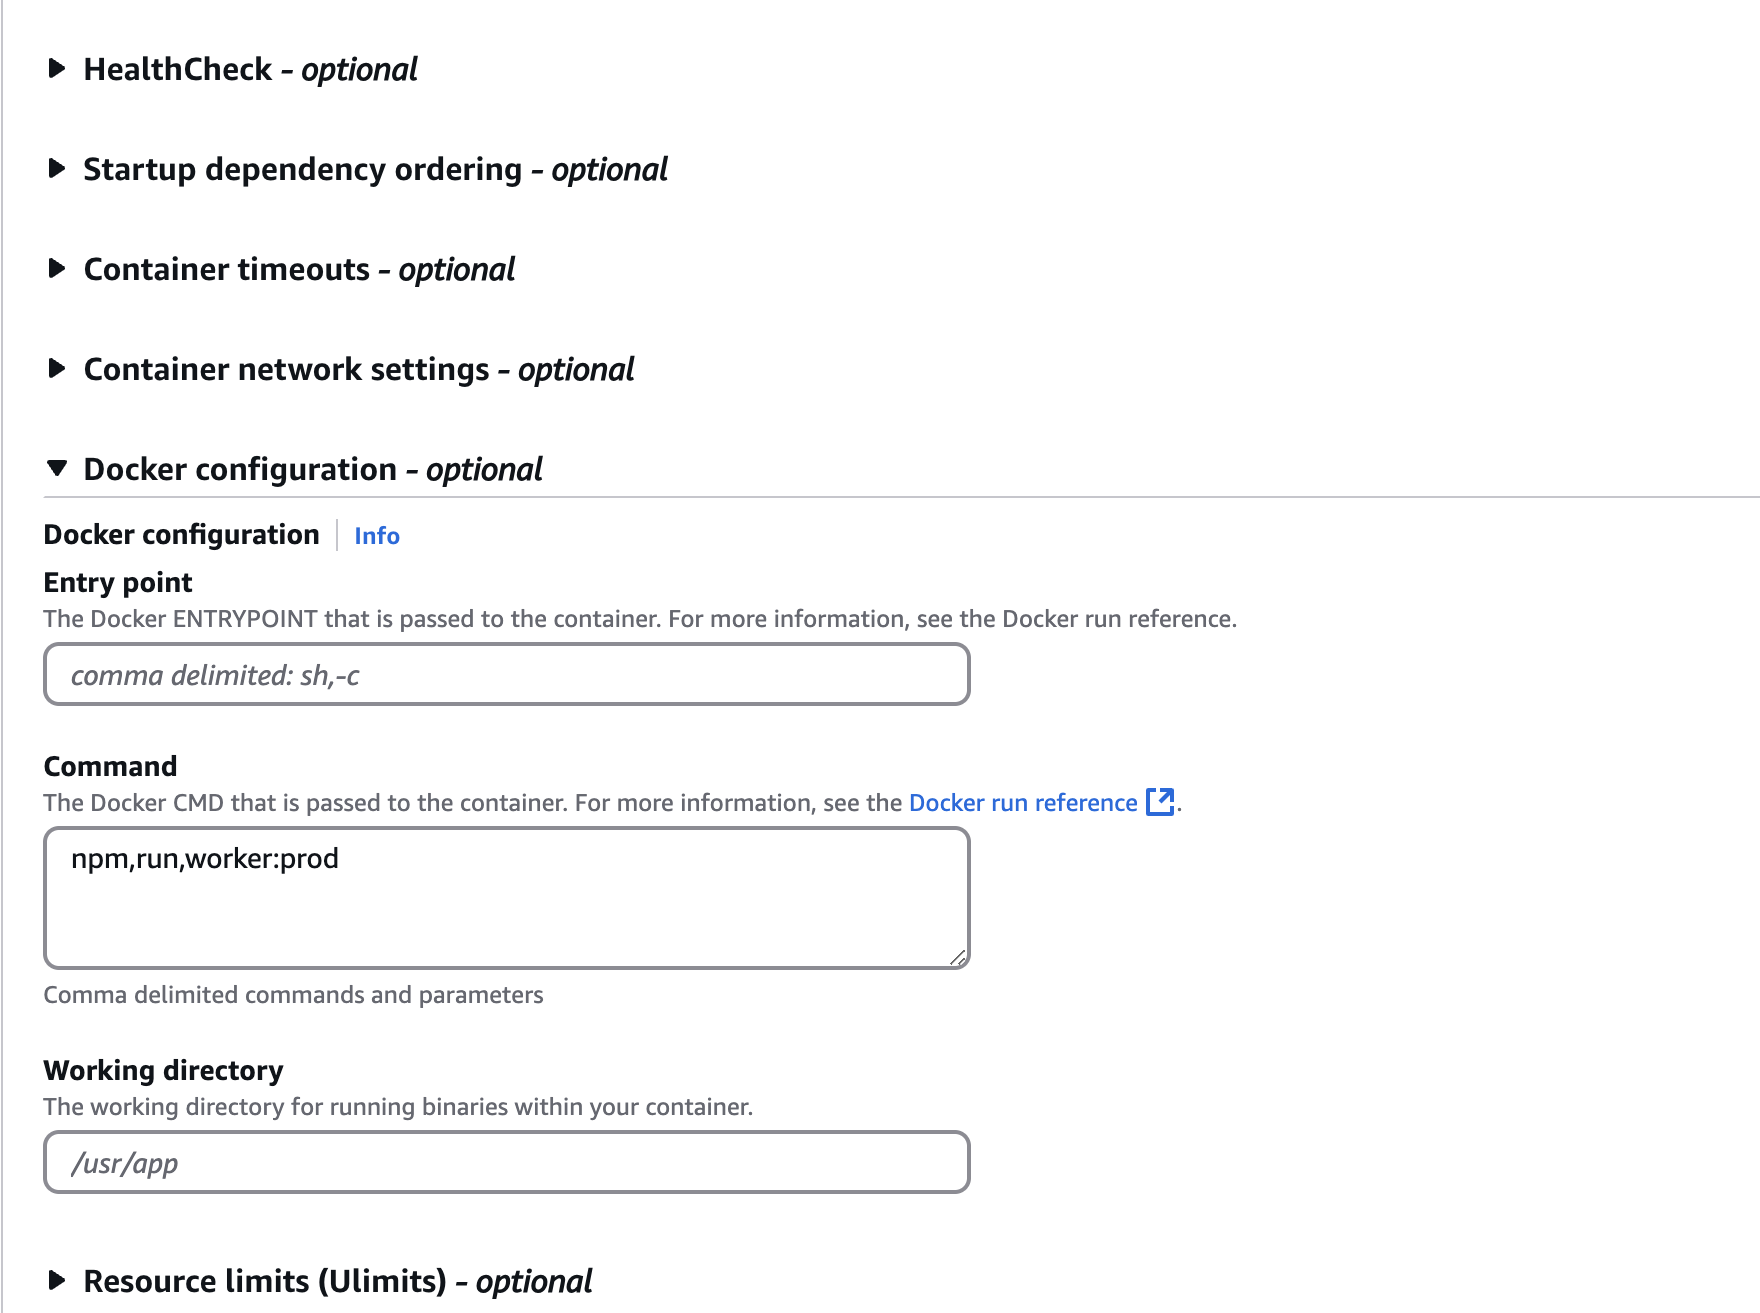 HealthCheck - optional
Startup dependency ordering - optional
Container timeouts - optional
Container network settings - optional
Docker configuration - optional
Docker configuration Info
Entry point
The Docker ENTRYPOINT that is passed to the container. For more information, see the Docker run reference.
comma delimited: sh,-c
Command
The Docker CMD that is passed to the container. For more information, see the Docker run reference.
npm,run,worker:prod
Comma delimited commands and parameters
Working directory
The working directory for running binaries within your container.
/usr/app
Resource limits (Ulimits) - optional